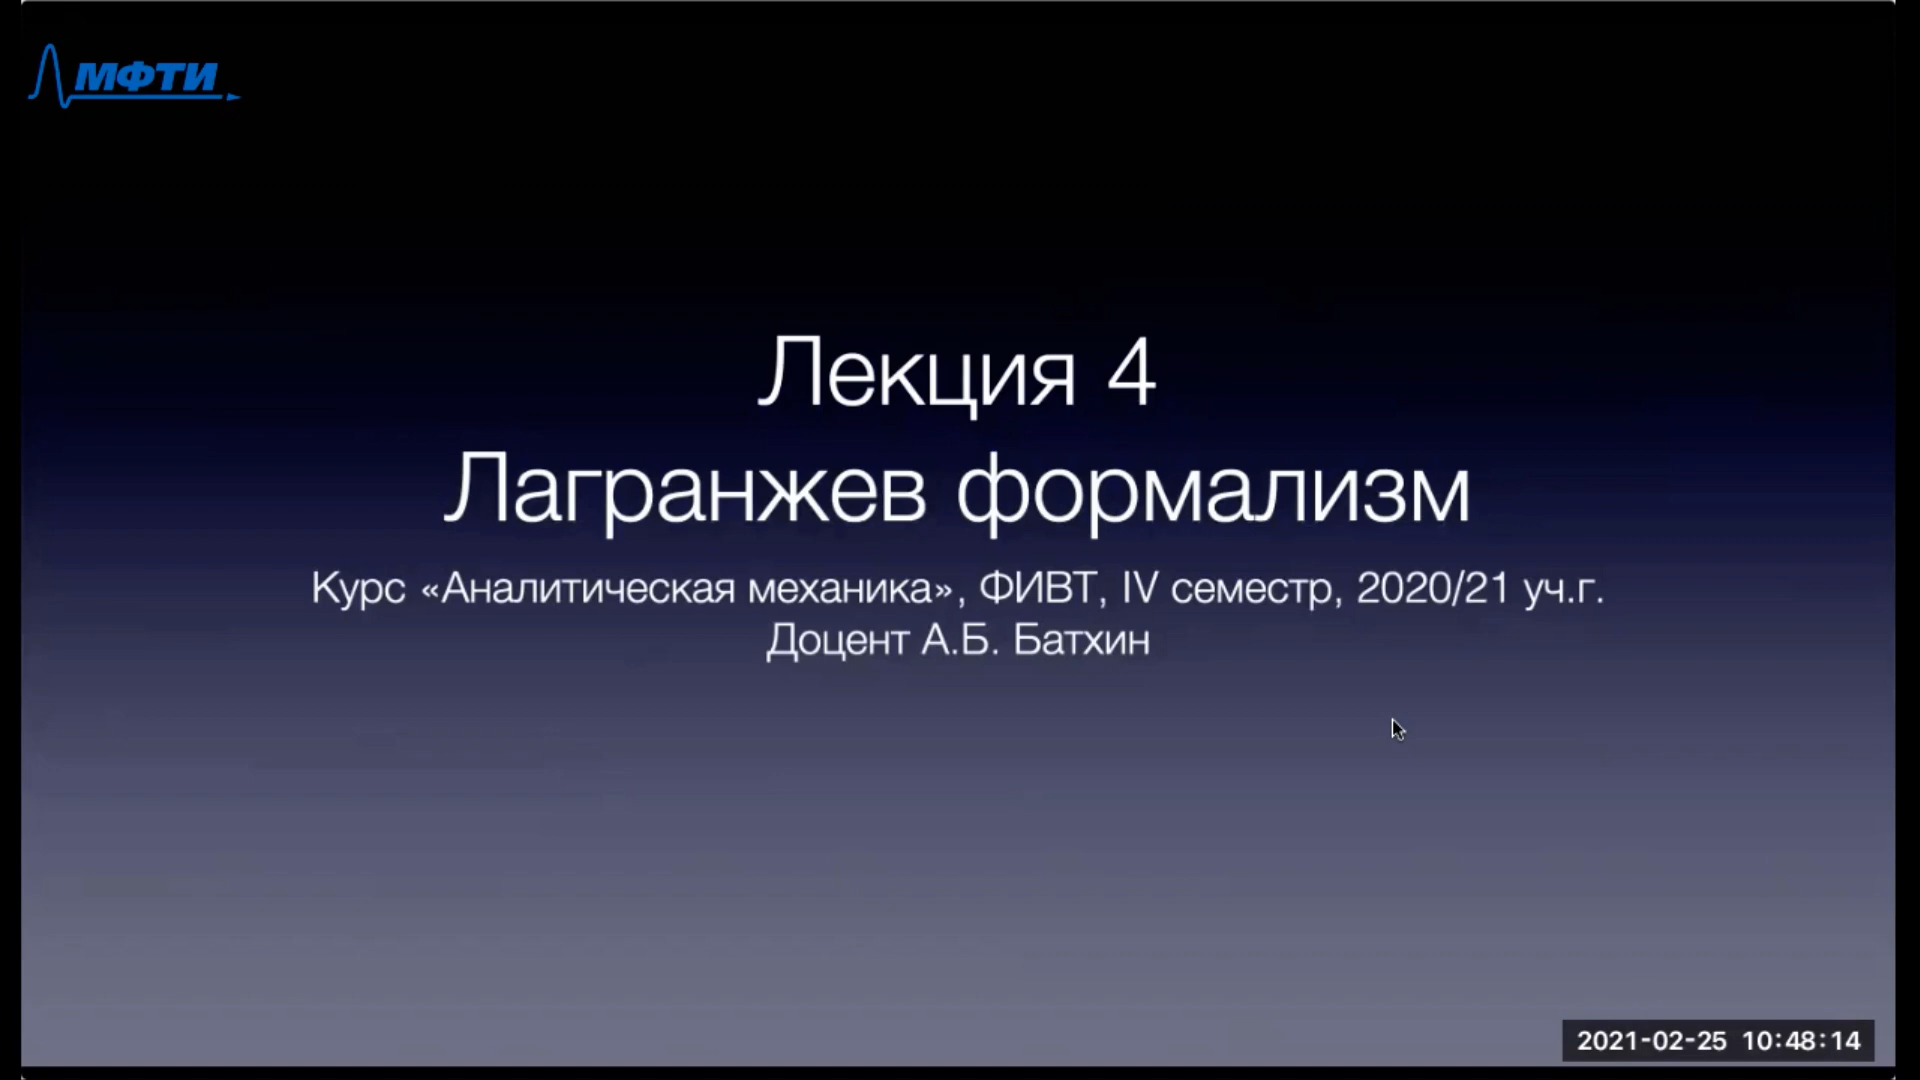 МФТИ
Лекция 4
Лагранжев формализм
Курс «Аналитическая механика», ФИВТ, IV семестр, 2020/21 уч.г.
Доцент А.Б. Батхин
2021-02-25 10:48:14